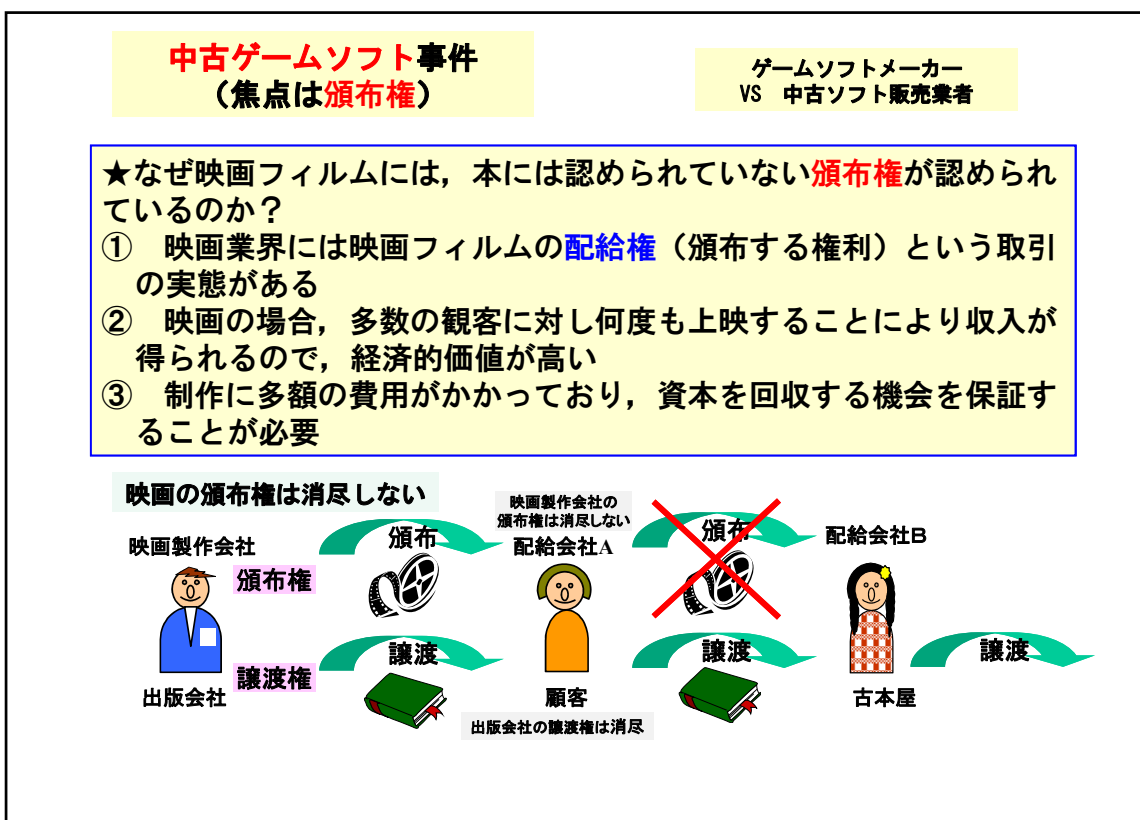 中古ゲームソフト事件
（焦点は頒布権）
ゲームソフトメーカー
VS　中古ソフト販売業者
★なぜ映画フィルムには，本には認められていない頒布権が認められ
ているのか？
①　映画業界には映画フィルムの配給権（頒布する権利）という取引
の実態がある
②　映画の場合，多数の観客に対し何度も上映することにより収入が
得られるので，経済的価値が高い
③　制作に多額の費用がかかっており，資本を回収する機会を保証す
ることが必要
映画の頒布権は消尽しない
映画製作会社の
頒布権は消尽しない
映画製作会社
頒布
配給会社A
頒布
配給会社B
頒布権
譲渡権
譲渡
譲渡
譲渡
出版会社
顧客
古本屋
出版会社の譲渡権は消尽